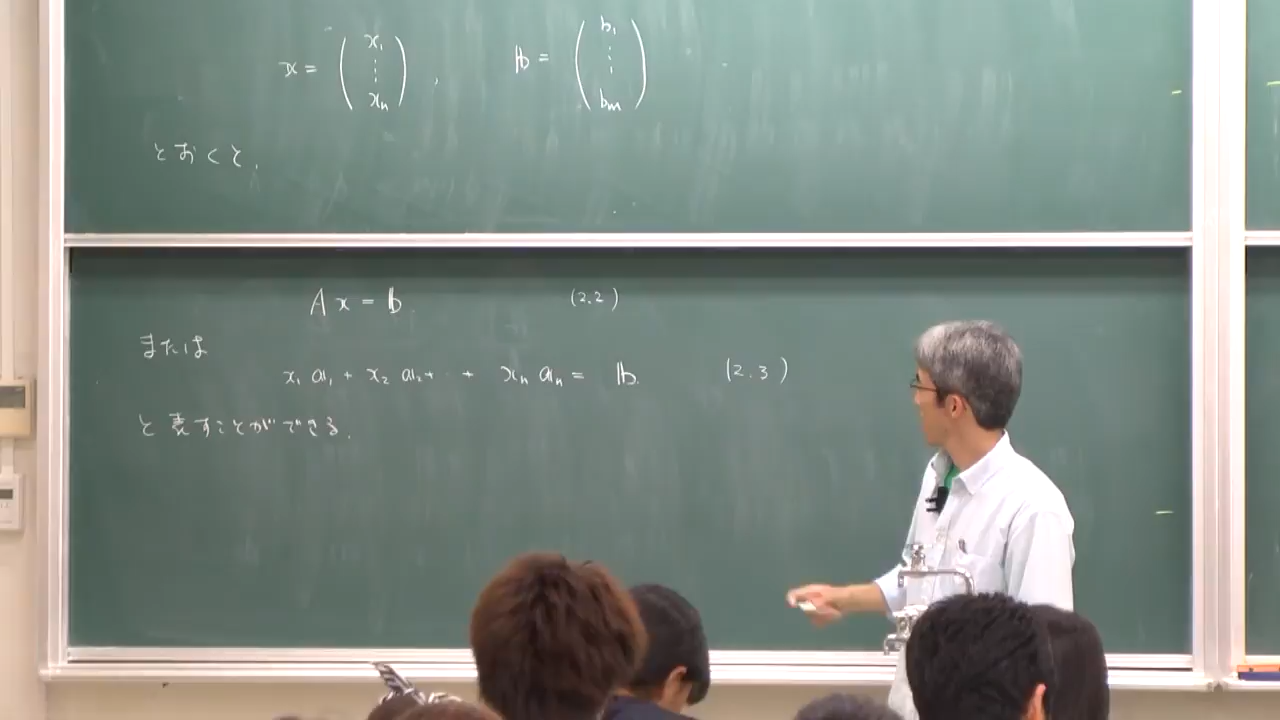 x = ( x₁ ⋮ xₙ ) , 𝕓 = ( b₁ ⋮ bₘ )
とおくと,
A x = 𝕓. (2.2)
または
x₁ 𝕒₁ + x₂ 𝕒₂ + ⋯ + xₙ 𝕒ₙ = 𝕓. (2.3)
と表すことができる.